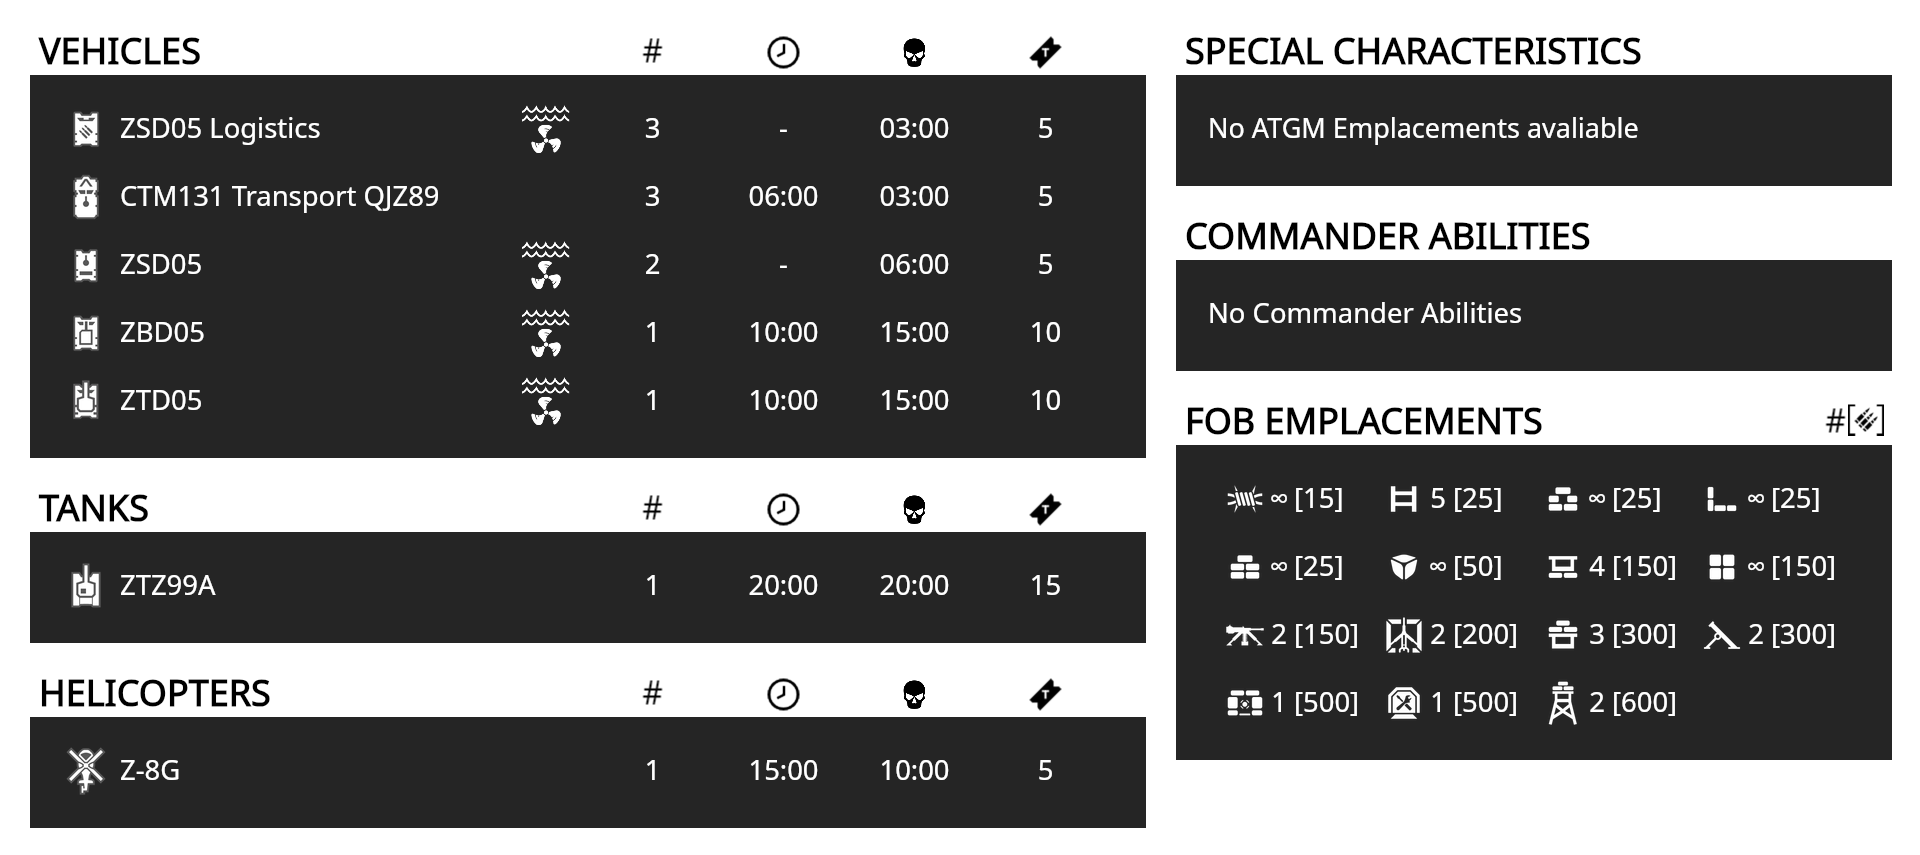 VEHICLES #
ZSD05 Logistics 3 - 03:00 5
CTM131 Transport QJZ89 3 06:00 03:00 5
ZSD05 2 - 06:00 5
ZBD05 1 10:00 15:00 10
ZTD05 1 10:00 15:00 10
TANKS #
ZTZ99A 1 20:00 20:00 15
HELICOPTERS #
Z-8G 1 15:00 10:00 5
SPECIAL CHARACTERISTICS
No ATGM Emplacements avaliable
COMMANDER ABILITIES
No Commander Abilities
FOB EMPLACEMENTS #[]
∞ [15] 5 [25] ∞ [25] ∞ [25]
∞ [25] ∞ [50] 4 [150] ∞ [150]
2 [150] 2 [200] 3 [300] 2 [300]
1 [500] 1 [500] 2 [600]